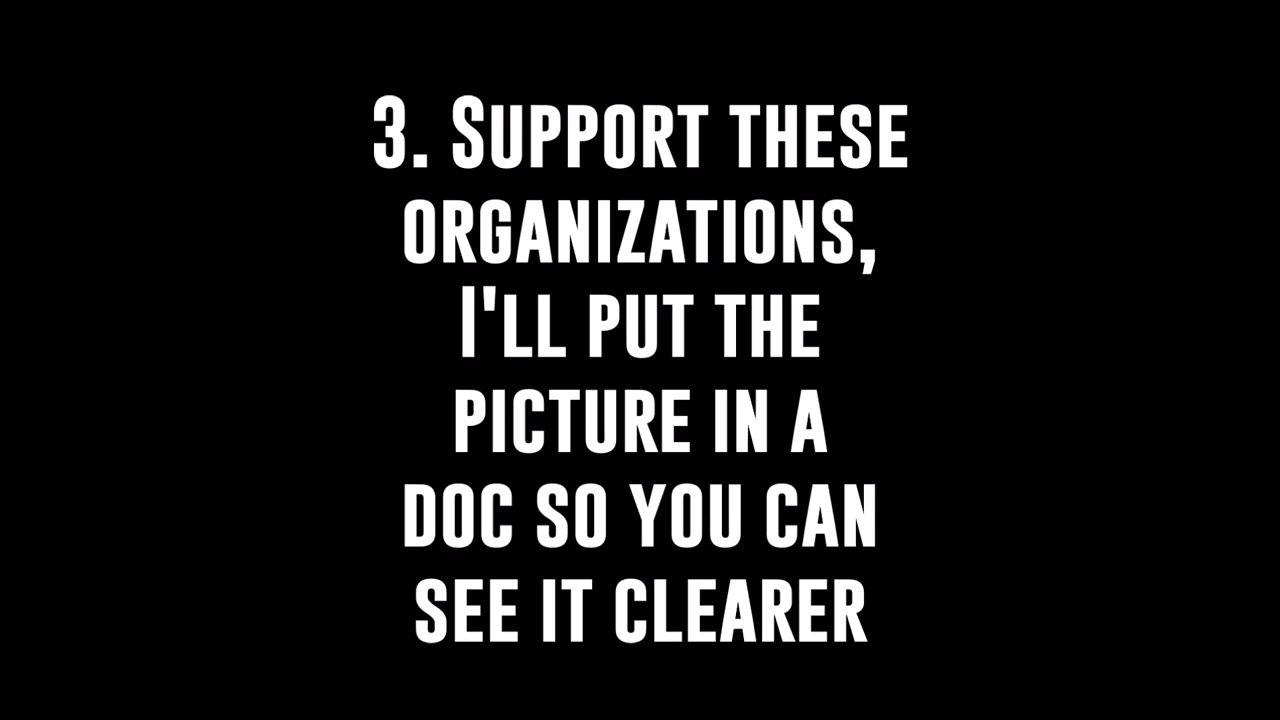 3. Support these
organizations,
I'll put the
picture in a
doc so you can
see it clearer